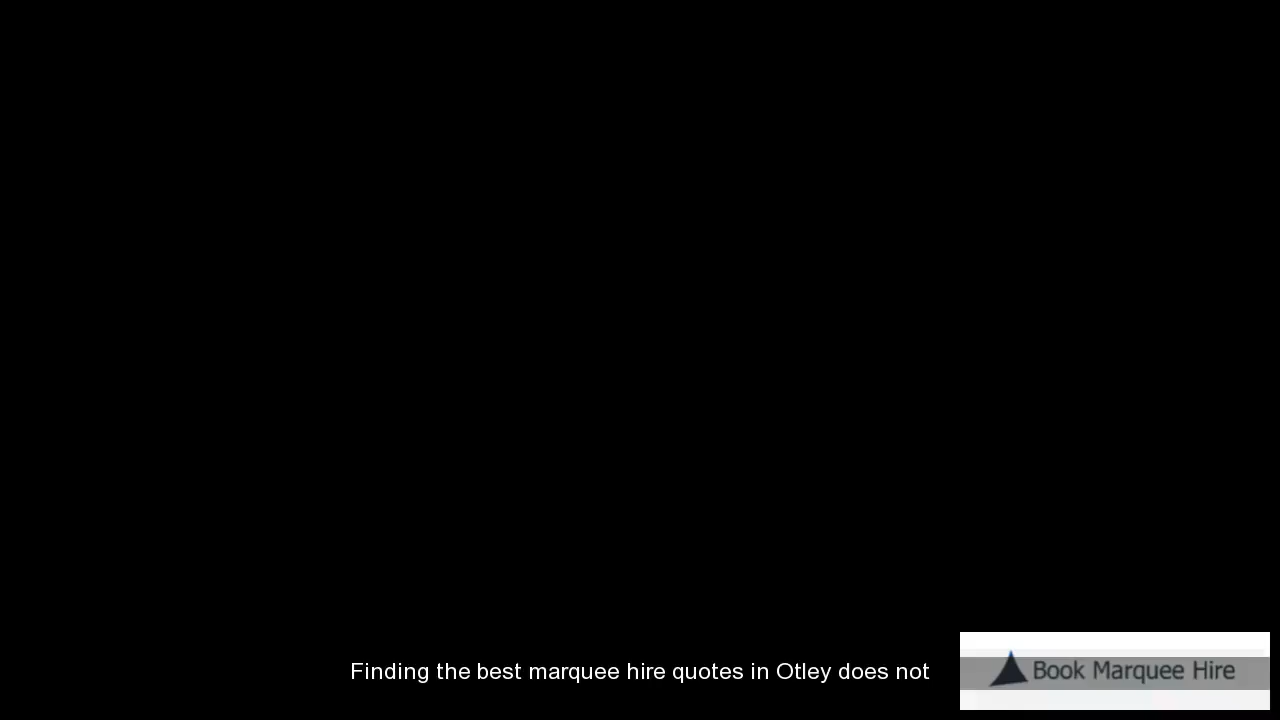 Finding the best marquee hire quotes in Otley does not
Book Marquee Hire